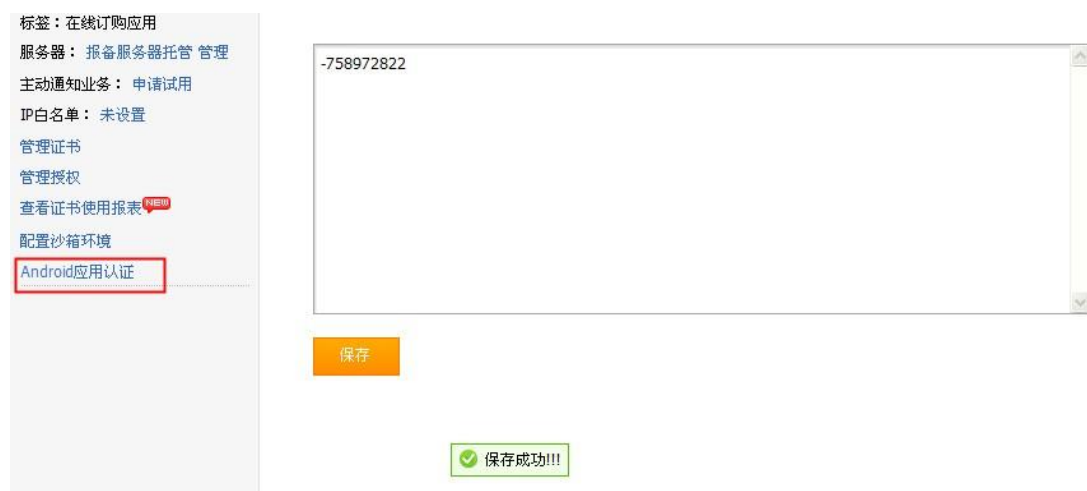 标签：在线订购应用
服务器： 报备服务器托管 管理
主动通知业务： 申请试用
IP白名单： 未设置
管理证书
管理授权
查看证书使用报表 NEW
配置沙箱环境
Android应用认证
-758972822
保存
保存成功!!!